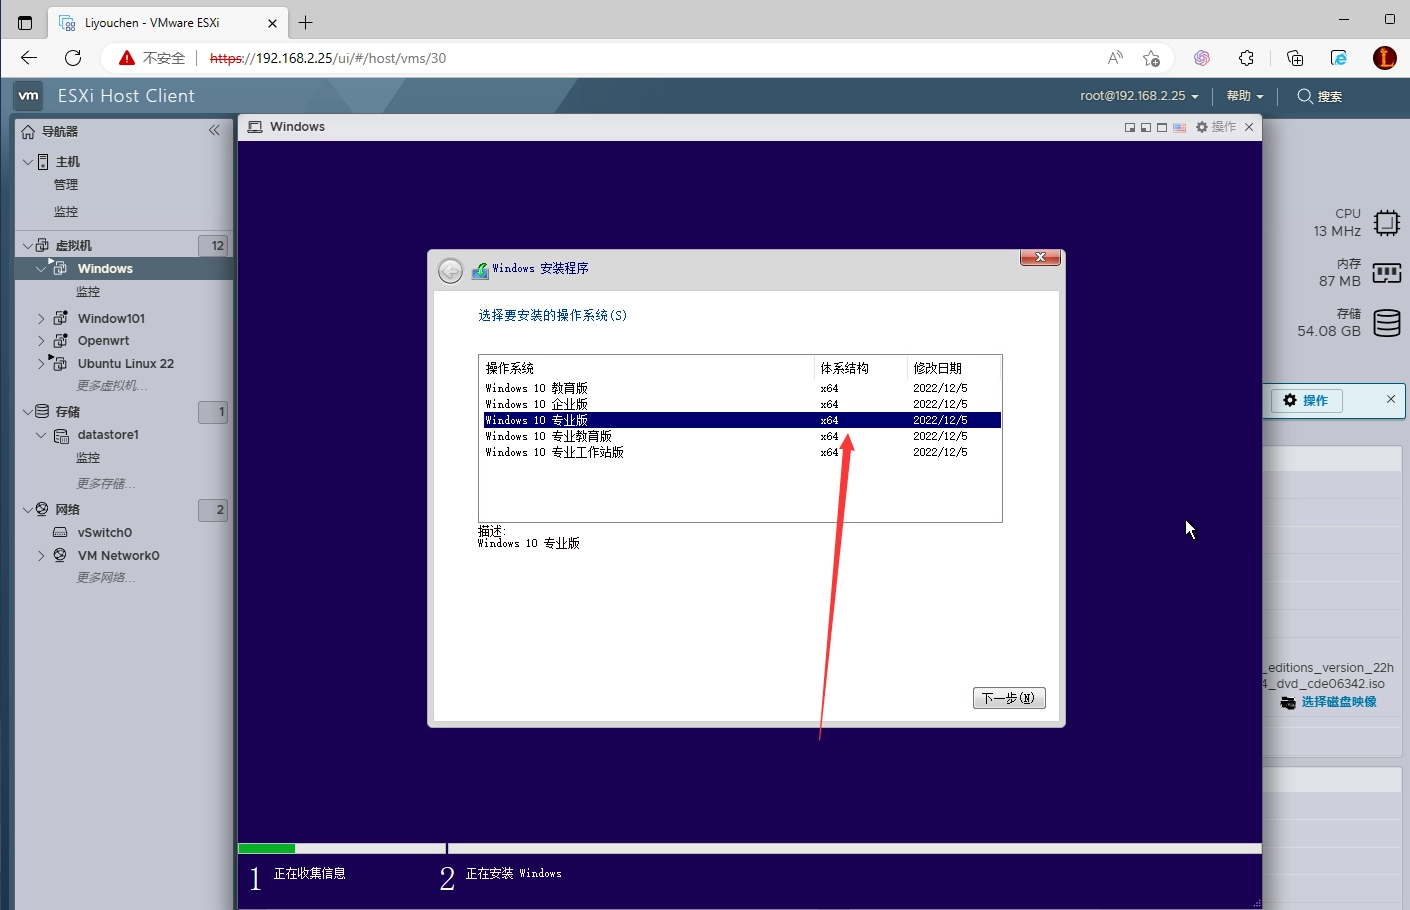 Liyouchen - VMware ESXi
不安全
https://192.168.2.25/ui/#/host/vms/30
vm
ESXi Host Client
root@192.168.2.25
帮助
搜索
导航器
主机
管理
监控
虚拟机
12
Windows
监控
Window101
Openwrt
Ubuntu Linux 22
更多虚拟机...
存储
1
datastore1
监控
更多存储...
网络
2
vSwitch0
VM Network0
更多网络...
Windows
操作
Windows 安装程序
选择要安装的操作系统(S)
操作系统 体系结构 修改日期
Windows 10 教育版 x64 2022/12/5
Windows 10 企业版 x64 2022/12/5
Windows 10 专业版 x64 2022/12/5
Windows 10 专业教育版 x64 2022/12/5
Windows 10 专业工作站版 x64 2022/12/5
描述:
Windows 10 专业版
下一步(N)
1 正在收集信息
2 正在安装 Windows
CPU
13 MHz
内存
87 MB
存储
54.08 GB
操作
_editions_version_22h
4_dvd_cde06342.iso
选择磁盘映像